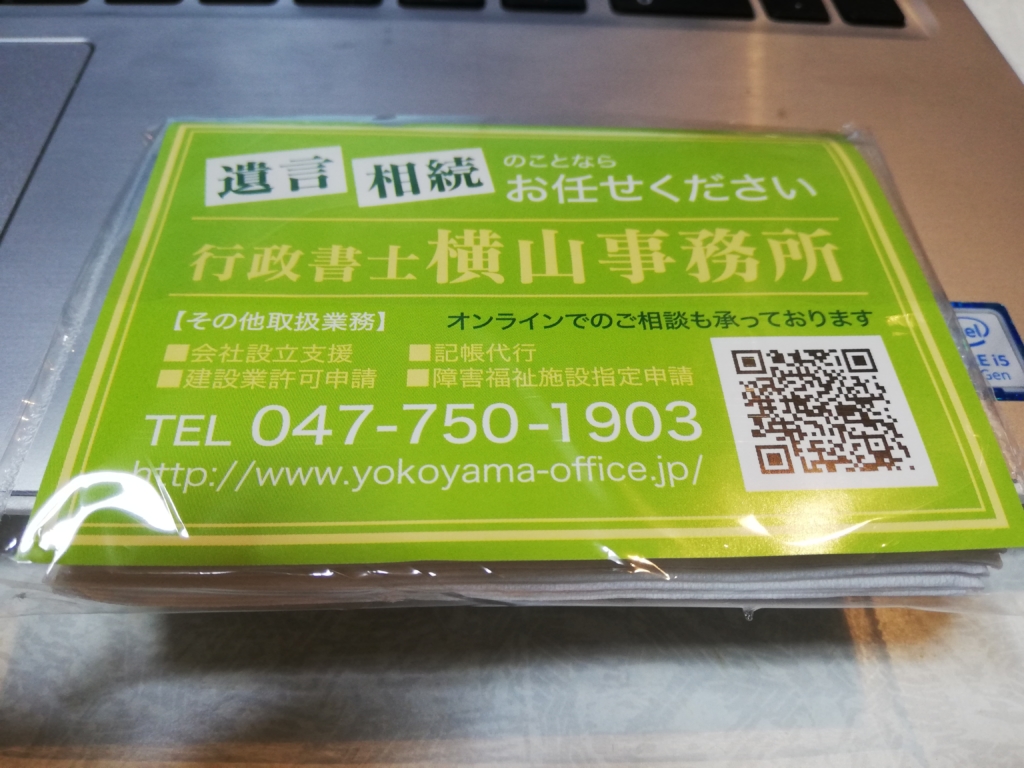 遺言 相続 のことなら
お任せください
行政書士 横山事務所
【その他取扱業務】 オンラインでのご相談も承っております
■会社設立支援 ■記帳代行
■建設業許可申請 ■障害福祉施設指定申請
TEL 047-750-1903
http://www.yokoyama-office.jp/
i5
Gen